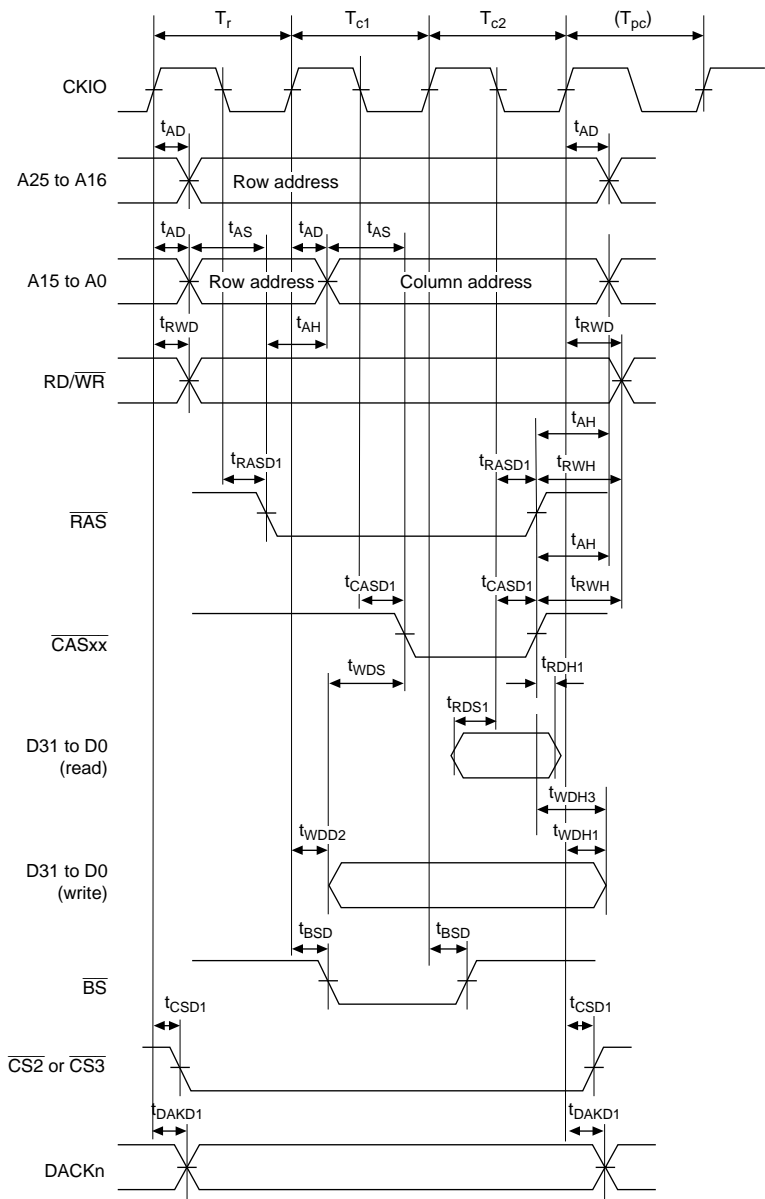 Tr Tc1 Tc2 (Tpc)
CKIO
tAD tAD
A25 to A16 Row address
tAD tAS tAD tAS
A15 to A0 Row address Column address
tRWD tAH tRWD
RD/WR
tAH
tRASD1 tRASD1 tRWH
RAS
tAH
tCASD1 tCASD1 tRWH
CASxx
tWDS tRDH1
tRDS1
D31 to D0
(read)
tWDH3
tWDD2 tWDH1
D31 to D0
(write)
tBSD tBSD
BS
tCSD1 tCSD1
CS2 or CS3
tDAKD1 tDAKD1
DACKn